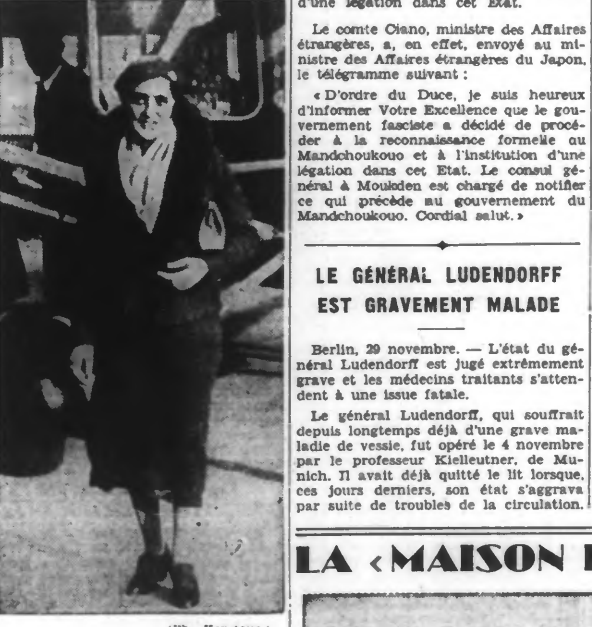 d'une légation dans cet Etat.
Le comte Ciano, ministre des Affaires
étrangères, a, en effet, envoyé au mi-
nistre des Affaires étrangères du Japon,
le télégramme suivant :
« D'ordre du Duce, je suis heureux
d'informer Votre Excellence que le gou-
vernement fasciste a décidé de procé-
der à la reconnaissance formelle du
Mandchoukouo et à l'institution d'une
légation dans cet Etat. Le consul gé-
néral à Moukden est chargé de notifier
ce qui précède au gouvernement du
Mandchoukouo. Cordial salut. »
LE GÉNÉRAL LUDENDORFF
EST GRAVEMENT MALADE
Berlin, 29 novembre. — L'état du gé-
néral Ludendorff est jugé extrêmement
grave et les médecins traitants s'atten-
dent à une issue fatale.
Le général Ludendorff, qui souffrait
depuis longtemps déjà d'une grave ma-
ladie de vessie, fut opéré le 4 novembre
par le professeur Kielleutner, de Mu-
nich. Il avait déjà quitté le lit lorsque,
ces jours derniers, son état s'aggrava
par suite de troubles de la circulation.
LA « MAISON